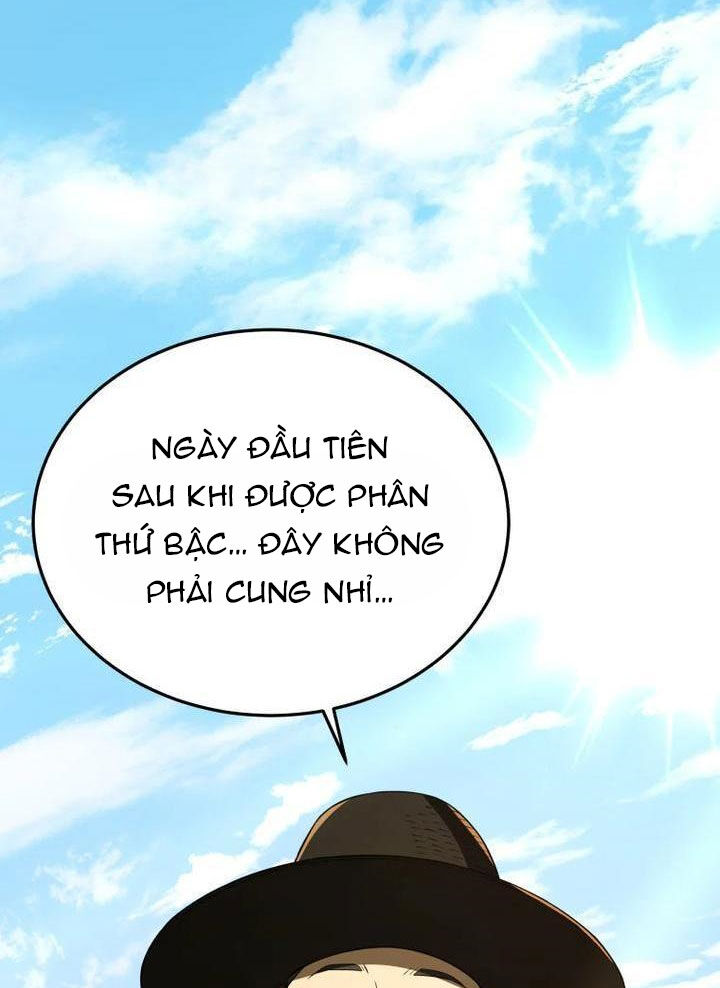 NGÀY ĐẦU TIÊN
SAU KHI ĐƯỢC PHÂN
THỨ BẬC... ĐÂY KHÔNG
PHẢI CUNG NHỈ...